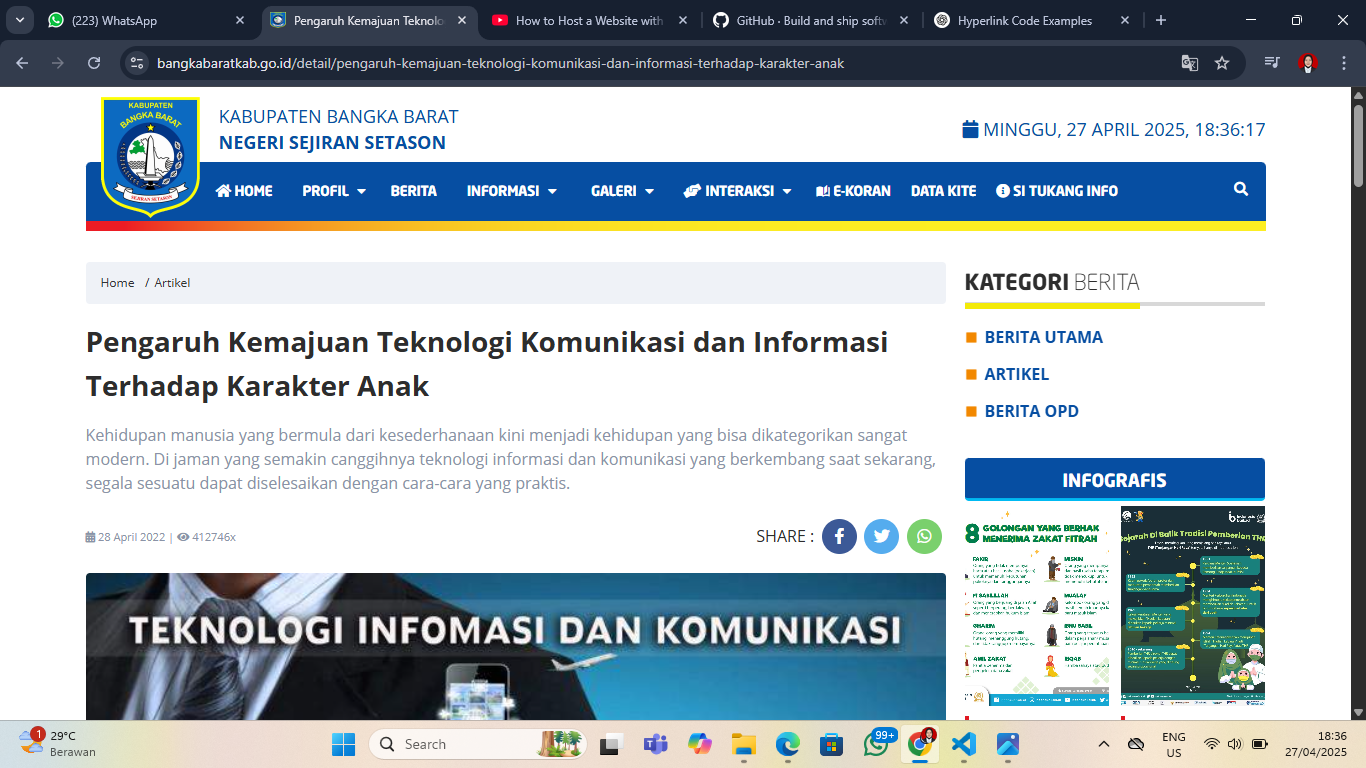 (223) WhatsApp
Pengaruh Kemajuan Teknolo
How to Host a Website with
GitHub · Build and ship softw
Hyperlink Code Examples
bangkabaratkab.go.id/detail/pengaruh-kemajuan-teknologi-komunikasi-dan-informasi-terhadap-karakter-anak
KABUPATEN
BANGKA BARAT
SEJIRAN SETASON
KABUPATEN BANGKA BARAT
NEGERI SEJIRAN SETASON
MINGGU, 27 APRIL 2025, 18:36:17
HOME PROFIL BERITA INFORMASI GALERI INTERAKSI E-KORAN DATA KITE SI TUKANG INFO
Home / Artikel
Pengaruh Kemajuan Teknologi Komunikasi dan Informasi
Terhadap Karakter Anak
Kehidupan manusia yang bermula dari kesederhanaan kini menjadi kehidupan yang bisa dikategorikan sangat
modern. Di jaman yang semakin canggihnya teknologi informasi dan komunikasi yang berkembang saat sekarang,
segala sesuatu dapat diselesaikan dengan cara-cara yang praktis.
28 April 2022 | 412746x
SHARE :
TEKNOLOGI INFOMASI DAN KOMUNIKASI
KATEGORI BERITA
BERITA UTAMA
ARTIKEL
BERITA OPD
INFOGRAFIS
8 GOLONGAN YANG BERHAK
MENERIMA ZAKAT FITRAH
FAKIR
MISKIN
FI SABILILLAH
MUALAF
GHARIM
IBNU SABIL
AMIL ZAKAT
RIQAB
Sejarah Di Balik Tradisi Pemberian THR
1
29°C
Berawan
Search
99+
ENG
US
18:36
27/04/2025